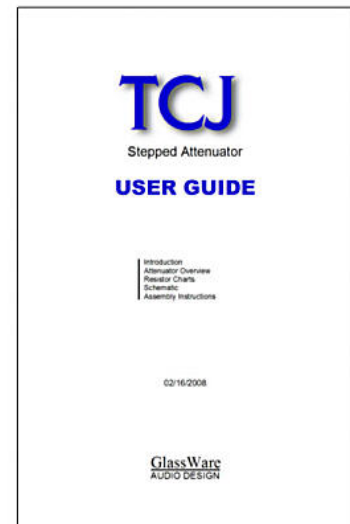 TCJ
Stepped Attenuator
USER GUIDE
Introduction
Attenuator Overview
Resistor Charts
Schematic
Assembly Instructions
02/16/2008
GlassWare
AUDIO DESIGN